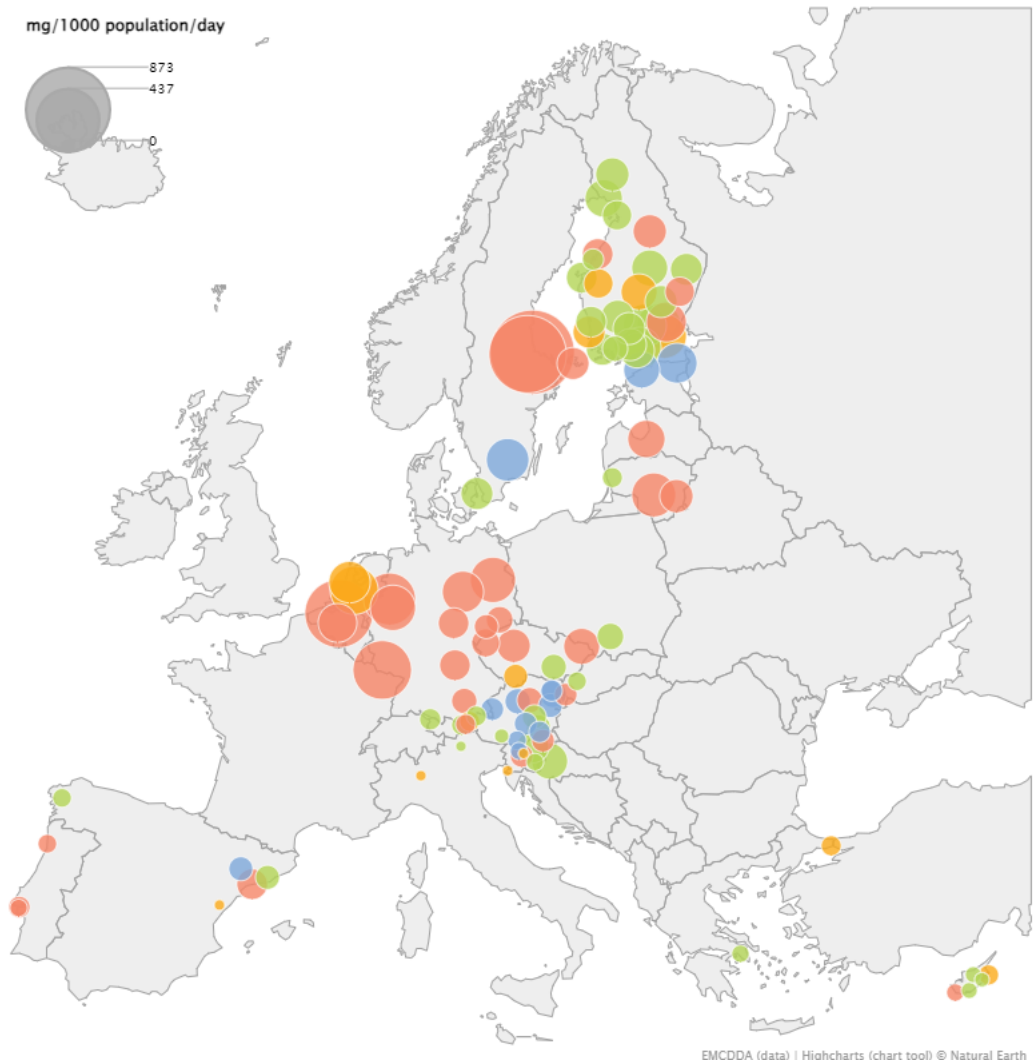 mg/1000 population/day
873
437
0
EMCDDA (data) | Highcharts (chart tool) © Natural Earth